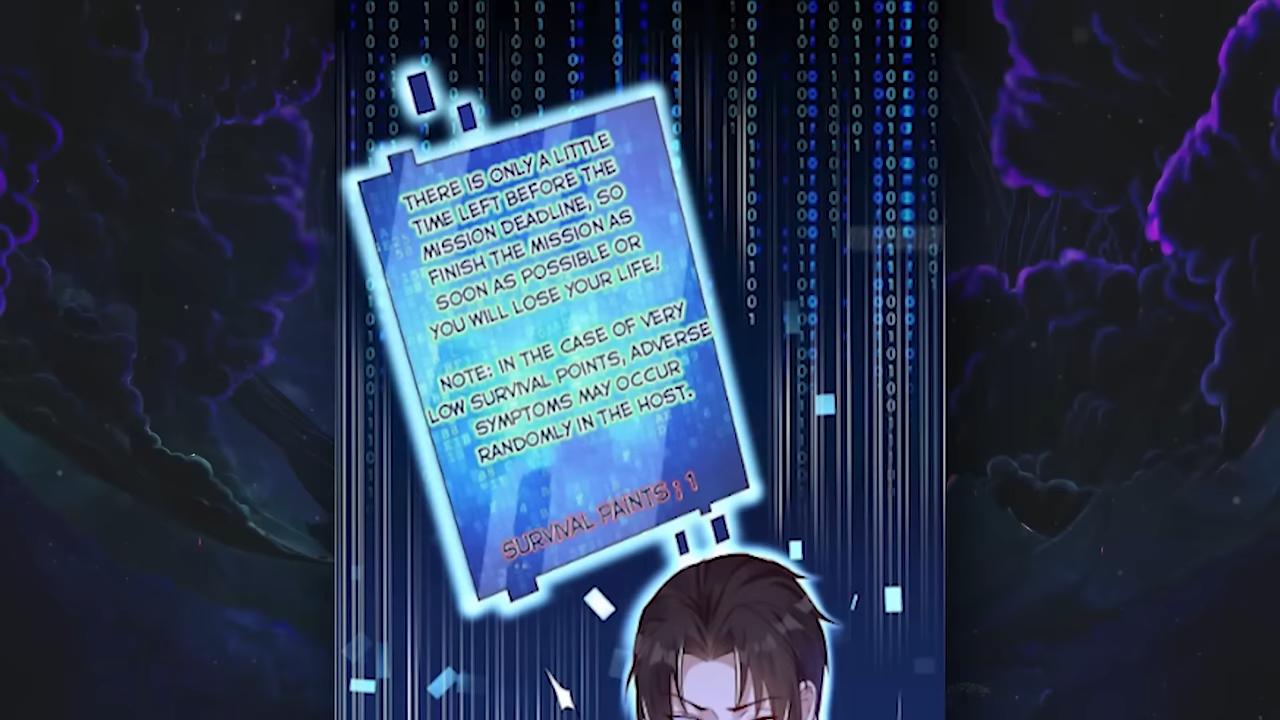 THERE IS ONLY A LITTLE
TIME LEFT BEFORE THE
MISSION DEADLINE, SO
FINISH THE MISSION AS
SOON AS POSSIBLE OR
YOU WILL LOSE YOUR LIFE!
NOTE: IN THE CASE OF VERY
LOW SURVIVAL POINTS, ADVERSE
SYMPTOMS MAY OCCUR
RANDOMLY IN THE HOST.
SURVIVAL PAINTS ; 1